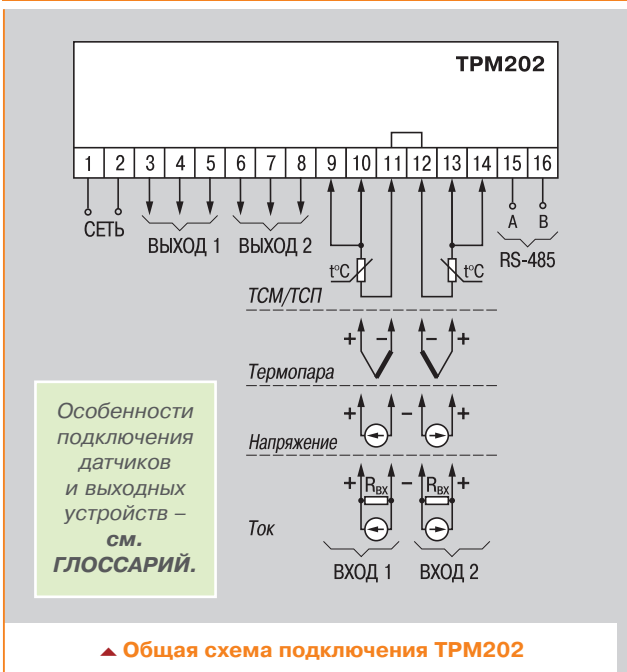 ТРМ202
1 2 3 4 5 6 7 8 9 10 11 12 13 14 15 16
СЕТЬ
ВЫХОД 1
ВЫХОД 2
A B
RS-485
t°C t°C
ТСМ/ТСП
+ - - +
Термопара
+ - +
Напряжение
+ Rвх - Rвх +
Ток
ВХОД 1 ВХОД 2
Особенности
подключения
датчиков
и выходных
устройств –
см.
ГЛОССАРИЙ.
Общая схема подключения ТРМ202